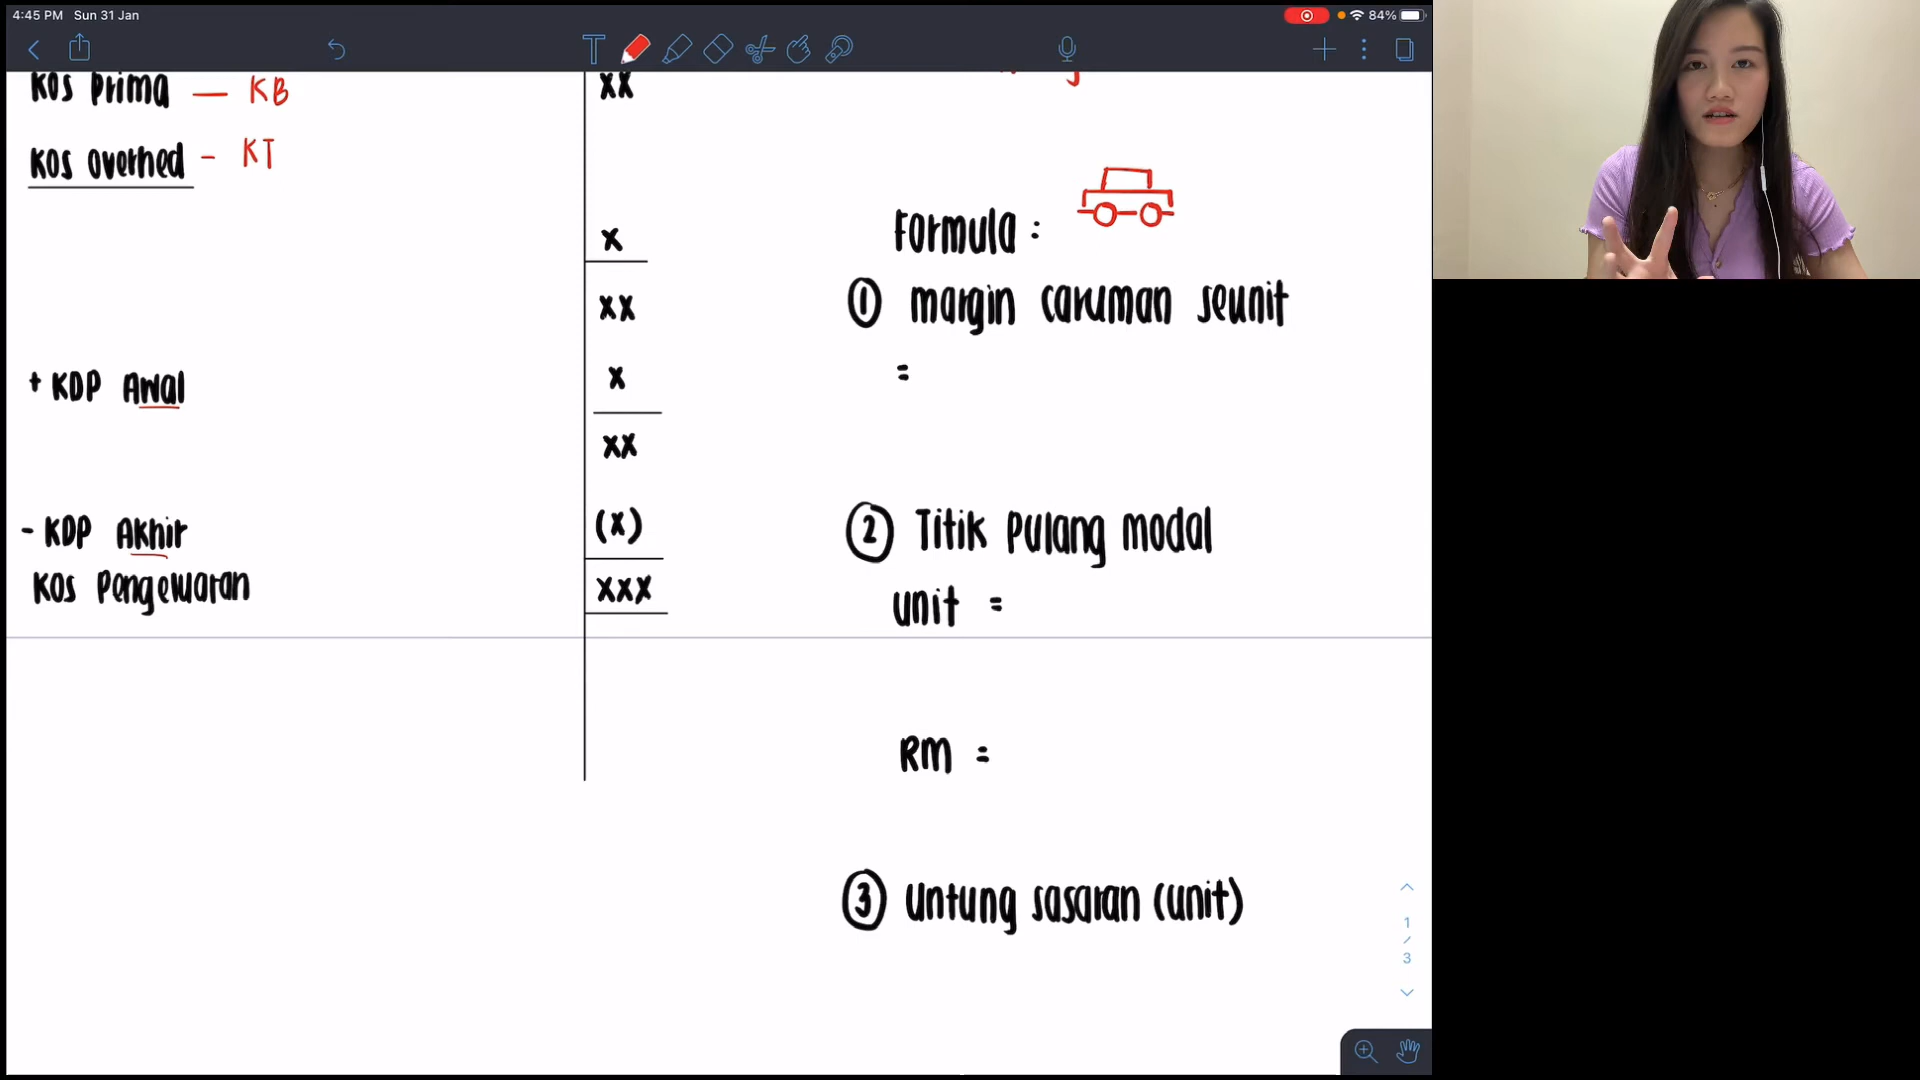 4:45 PM Sun 31 Jan
84%
Kos Prima — KB
xx
Kos Overhed - KT
x
xx
+ KDP Awal
x
xx
- KDP Akhir
(x)
Kos Pengeluaran
xxx
Formula :
① margin caruman seunit
=
② Titik Pulang modal
unit =
RM =
③ Untung sasaran (unit)
1
/
3